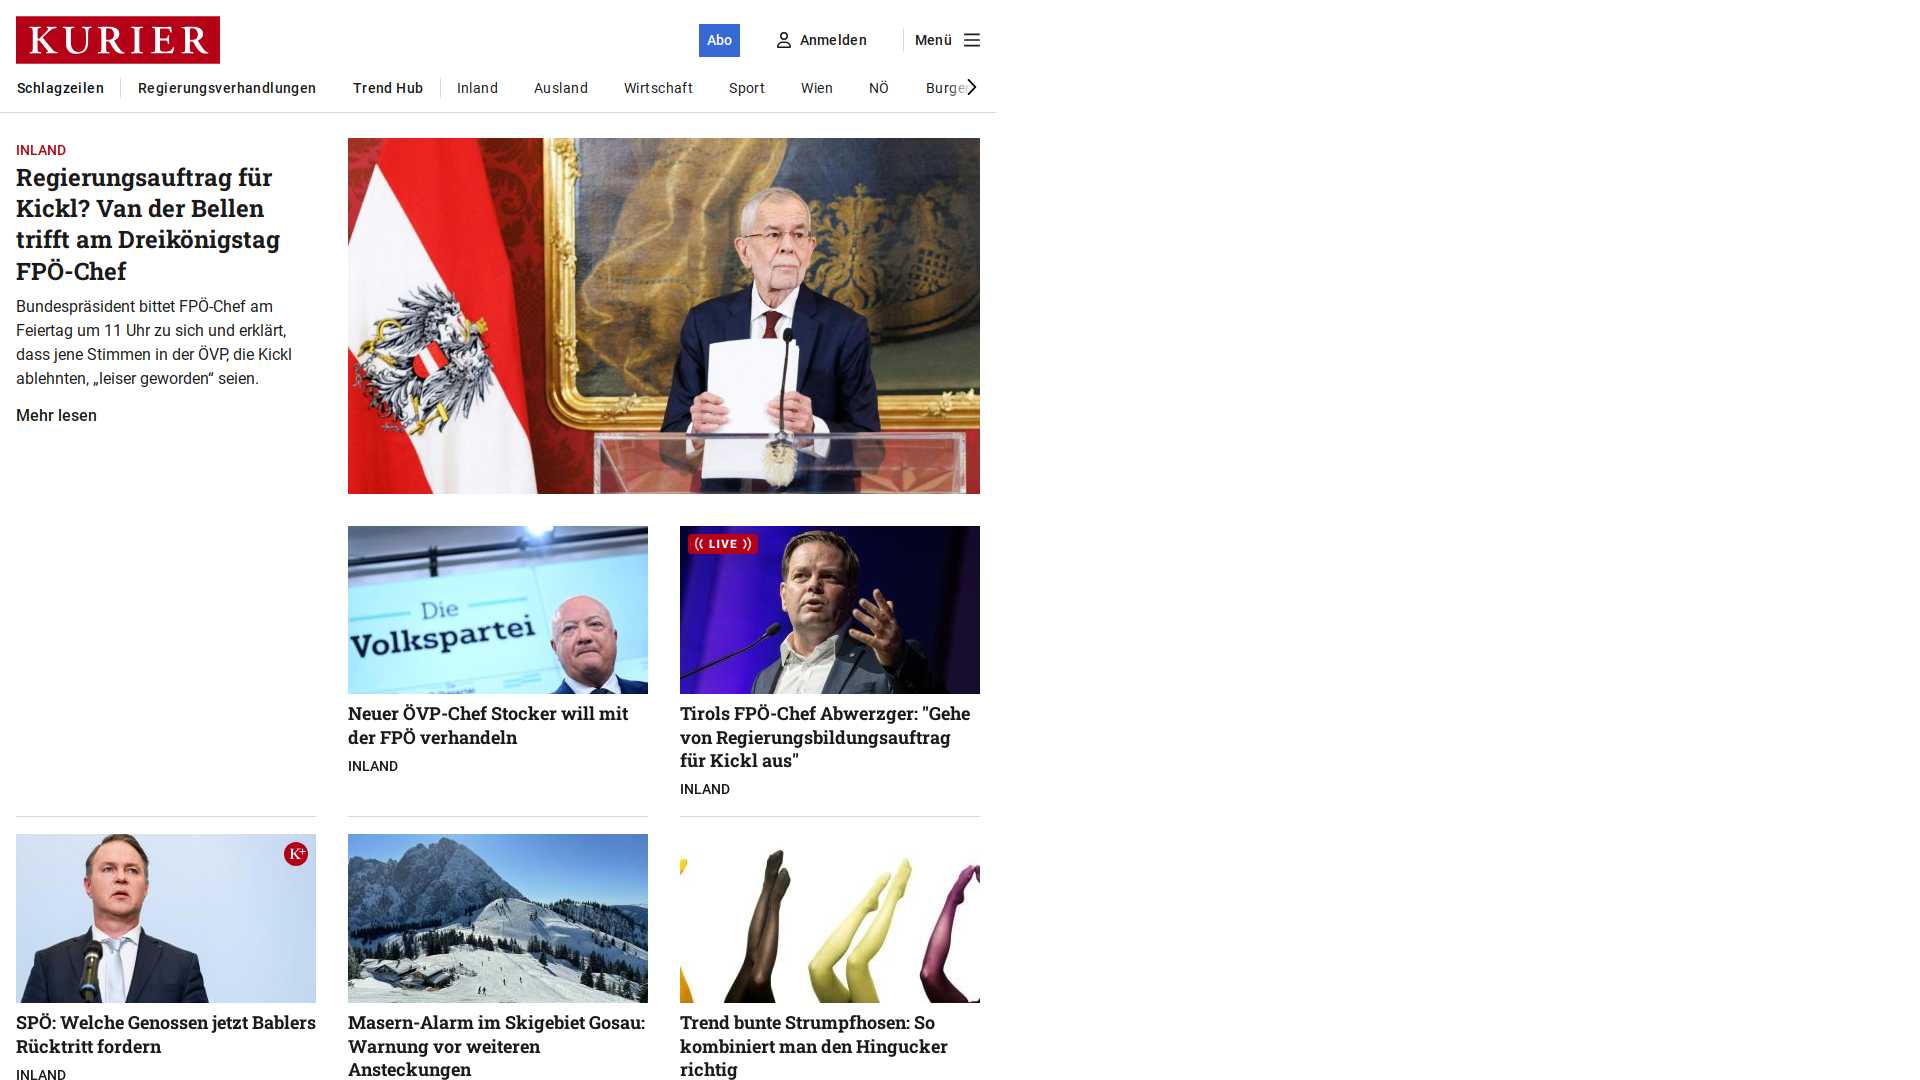 KURIER
Abo
Anmelden
Menü
Schlagzeilen
Regierungsverhandlungen
Trend Hub
Inland
Ausland
Wirtschaft
Sport
Wien
NÖ
INLAND
Regierungsauftrag für
Kickl? Van der Bellen
trifft am Dreikönigstag
FPÖ-Chef
Bundespräsident bittet FPÖ-Chef am
Feiertag um 11 Uhr zu sich und erklärt,
dass jene Stimmen in der ÖVP, die Kickl
ablehnten, „leiser geworden“ seien.
Mehr lesen
Die
Volkspartei
Neuer ÖVP-Chef Stocker will mit
der FPÖ verhandeln
INLAND
LIVE
Tirols FPÖ-Chef Abwerzger: "Gehe
von Regierungsbildungsauftrag
für Kickl aus"
INLAND
K+
SPÖ: Welche Genossen jetzt Bablers
Rücktritt fordern
INLAND
Masern-Alarm im Skigebiet Gosau:
Warnung vor weiteren
Ansteckungen
Trend bunte Strumpfhosen: So
kombiniert man den Hingucker
richtig